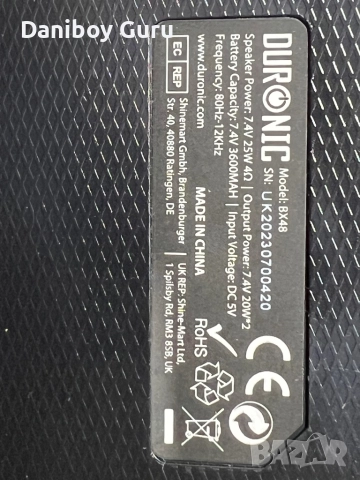 Daniboy Guru
DURONIC
Model: BX48
SN: UK20230700420
Speaker Power: 7.4V 25W 4Ω | Output Power: 7.4V 20W*2
Battery Capacity: 7.4V 3600MAH | Input Voltage: DC 5V
Frequency: 80Hz-12KHz
www.duronic.com
MADE IN CHINA
RoHS
CE
EC REP
Shinemart Gmbh, Brandenburger
Str. 40, 40880 Ratingen, DE
UK REP: Shine-Mart Ltd,
1 Spilsby Rd, RM3 8SB, UK
BAZAR